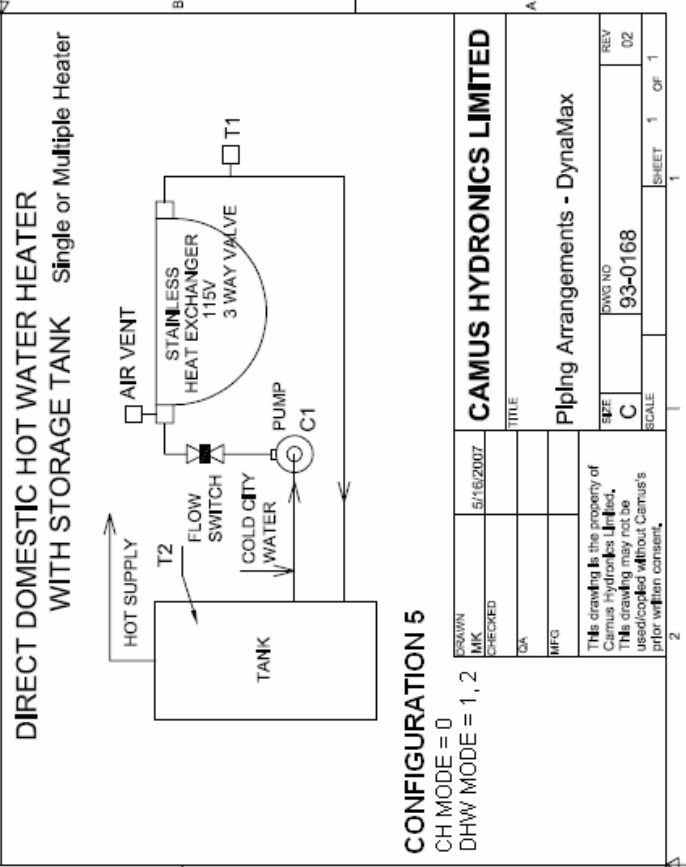 DIRECT DOMESTIC HOT WATER HEATER
WITH STORAGE TANK Single or Multiple Heater
HOT SUPPLY
T2
FLOW
SWITCH
AIR VENT
STAINLESS
HEAT EXCHANGER
115V
3 WAY VALVE
T1
PUMP
C1
COLD CITY
WATER
TANK
CONFIGURATION 5
CH MODE = 0
DHW MODE = 1, 2
DRAWN
MK
5/16/2007
CHECKED
QA
MFG
This drawing is the property of
Camus Hydronics Limited.
This drawing may not be
used/copied without Camus's
prior written consent.
CAMUS HYDRONICS LIMITED
TITLE
Piping Arrangements - DynaMax
SIZE
C
DWG NO
93-0168
REV
02
SCALE
SHEET 1 OF 1
2
1
B
A